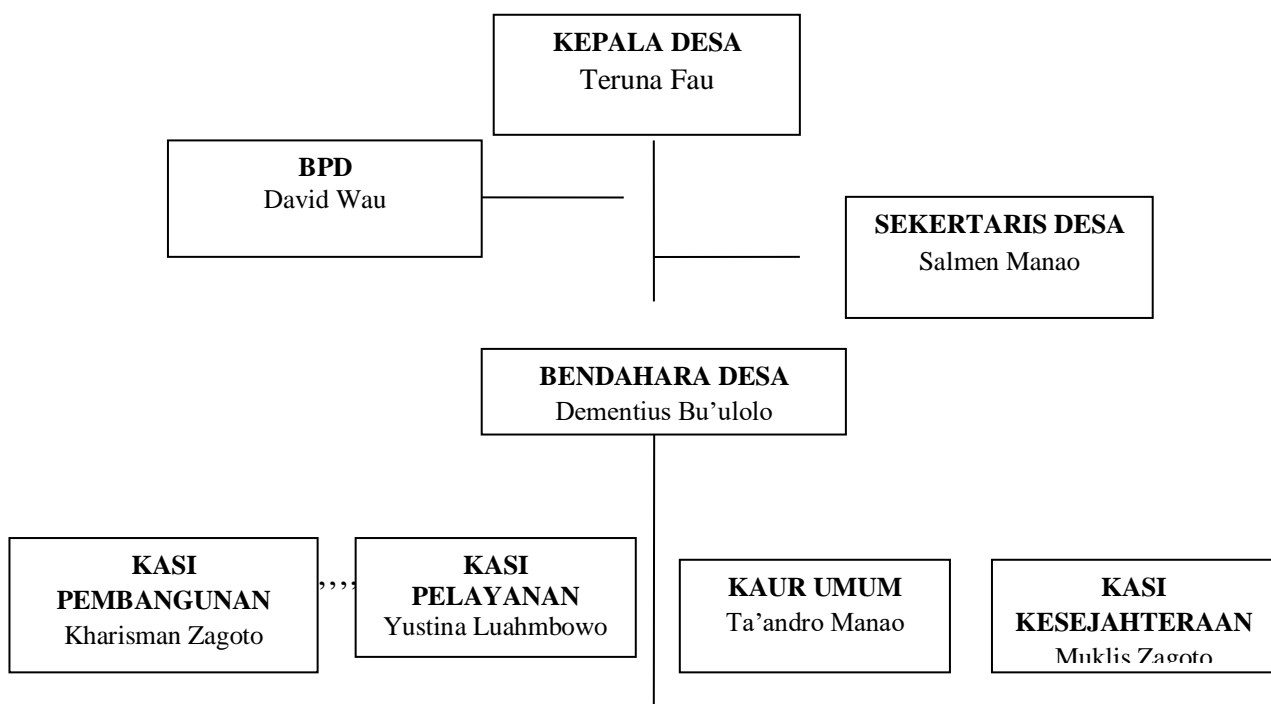 KEPALA DESA
Teruna Fau
BPD
David Wau
SEKERTARIS DESA
Salmen Manao
BENDAHARA DESA
Dementius Bu’ulolo
KASI
PEMBANGUNAN
Kharisman Zagoto
,,,,
KASI
PELAYANAN
Yustina Luahmbowo
KAUR UMUM
Ta’andro Manao
KASI
KESEJAHTERAAN
Muklis Zagoto